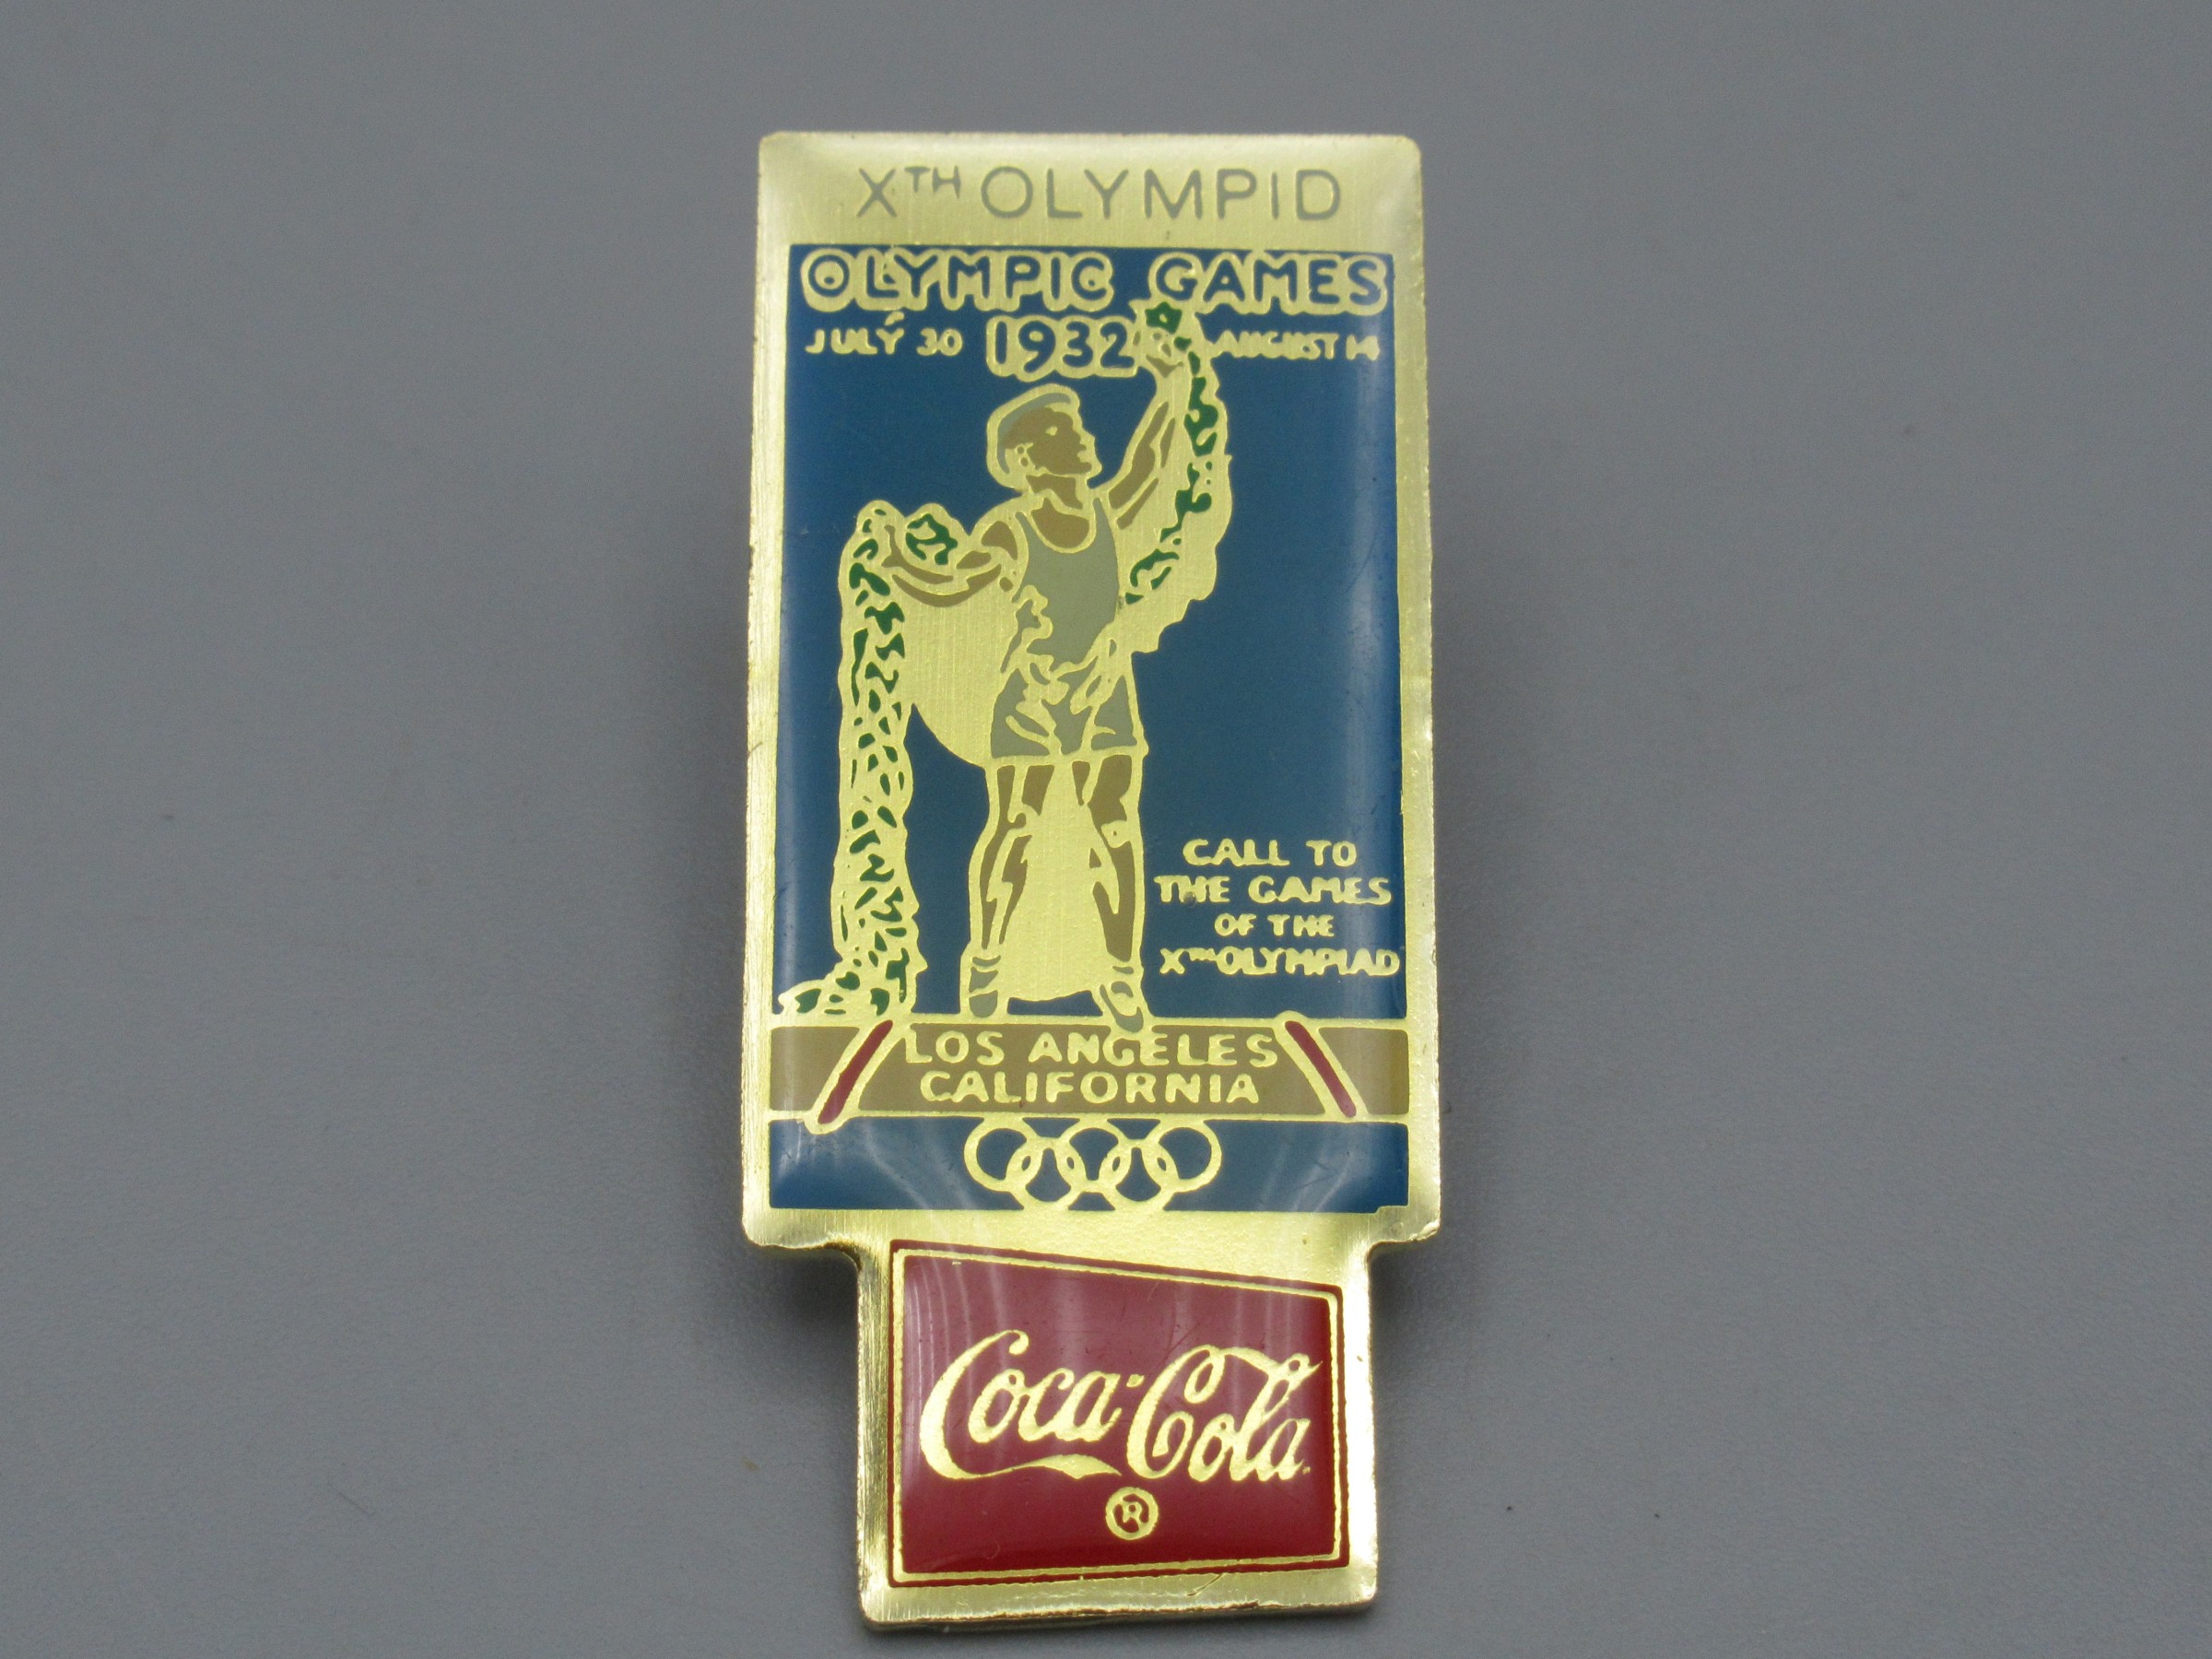 XTH OLYMPID
OLYMPIC GAMES
JULY 30 1932 AUGUST 14
CALL TO
THE GAMES
OF THE
XTH OLYMPIAD
LOS ANGELES
CALIFORNIA
Coca-Cola
®